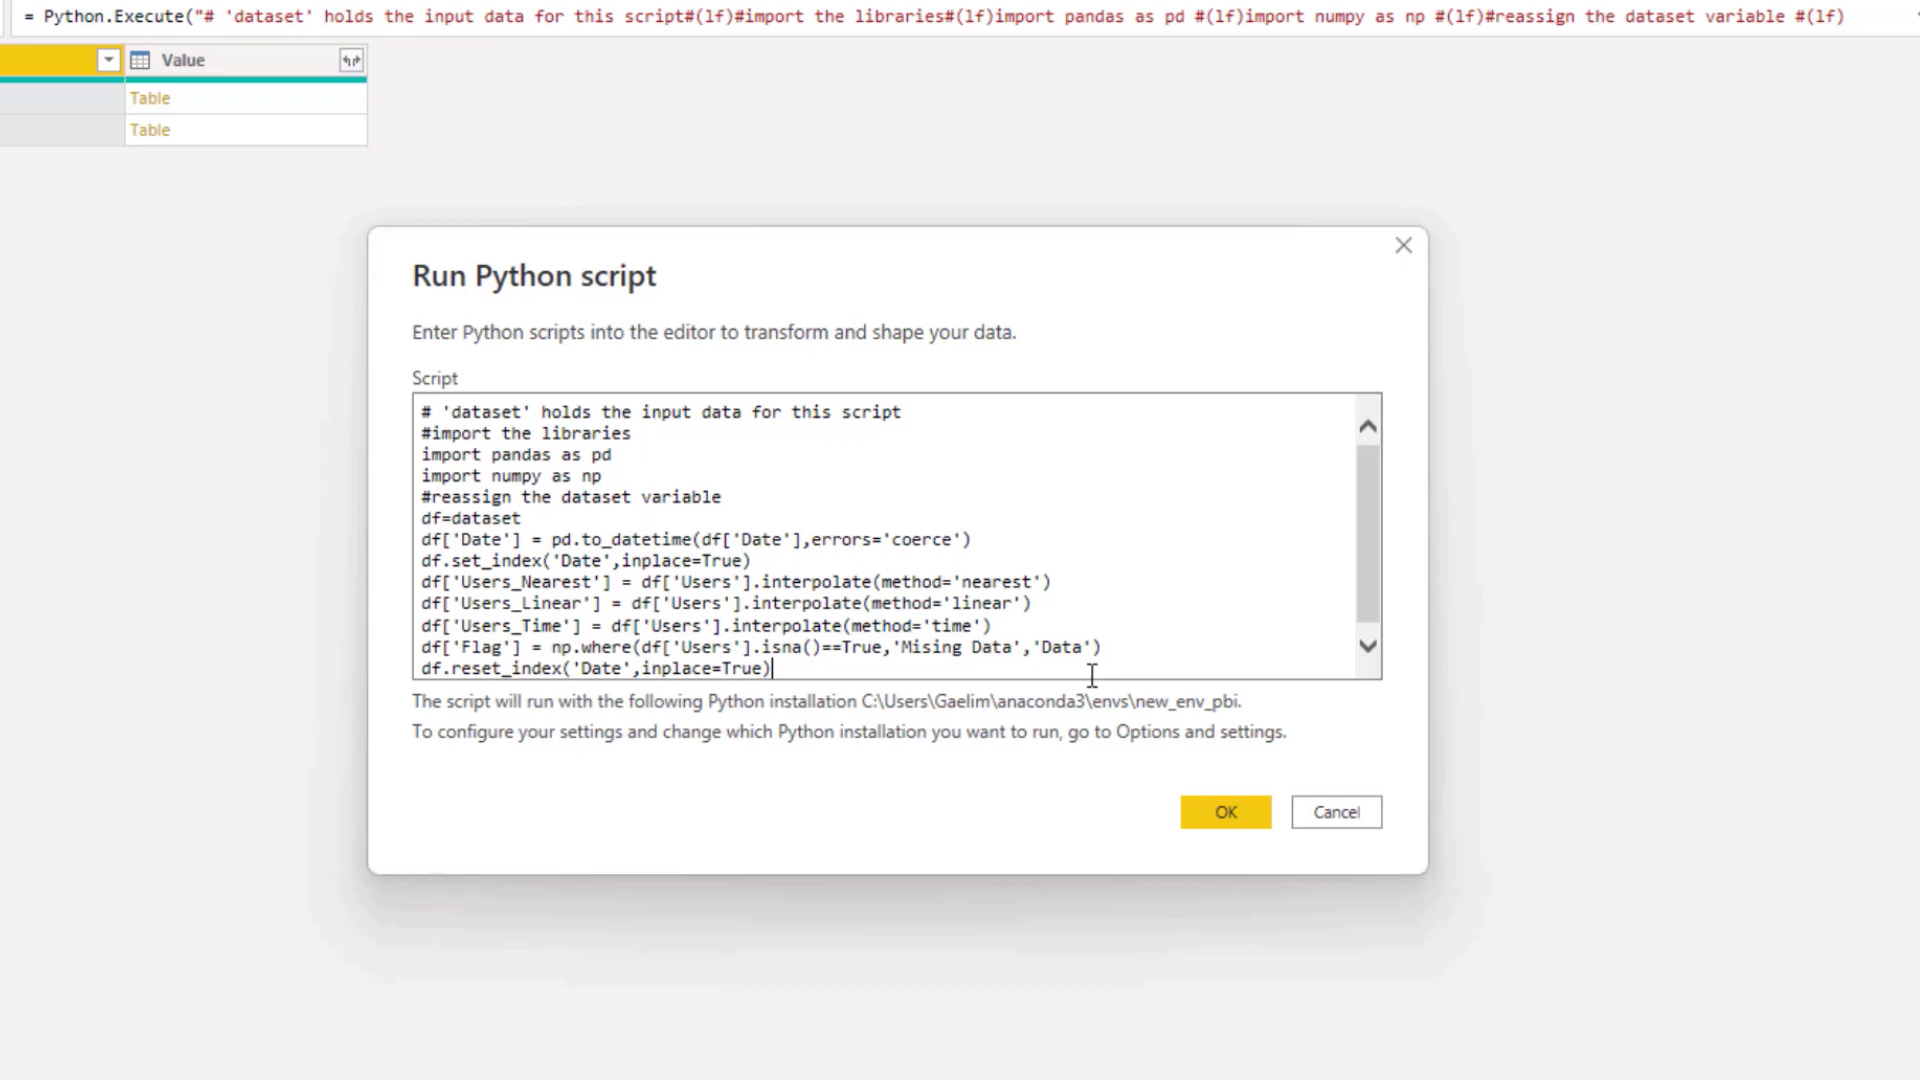 = Python.Execute("# 'dataset' holds the input data for this script#(lf)#import the libraries#(lf)import pandas as pd #(lf)import numpy as np #(lf)#reassign the dataset variable #(lf)
Value
Table
Table
Run Python script
Enter Python scripts into the editor to transform and shape your data.
Script
# 'dataset' holds the input data for this script
#import the libraries
import pandas as pd
import numpy as np
#reassign the dataset variable
df=dataset
df['Date'] = pd.to_datetime(df['Date'],errors='coerce')
df.set_index('Date',inplace=True)
df['Users_Nearest'] = df['Users'].interpolate(method='nearest')
df['Users_Linear'] = df['Users'].interpolate(method='linear')
df['Users_Time'] = df['Users'].interpolate(method='time')
df['Flag'] = np.where(df['Users'].isna()==True,'Mising Data','Data')
df.reset_index('Date',inplace=True)
The script will run with the following Python installation C:\Users\Gaelim\anaconda3\envs\new_env_pbi.
To configure your settings and change which Python installation you want to run, go to Options and settings.
OK
Cancel